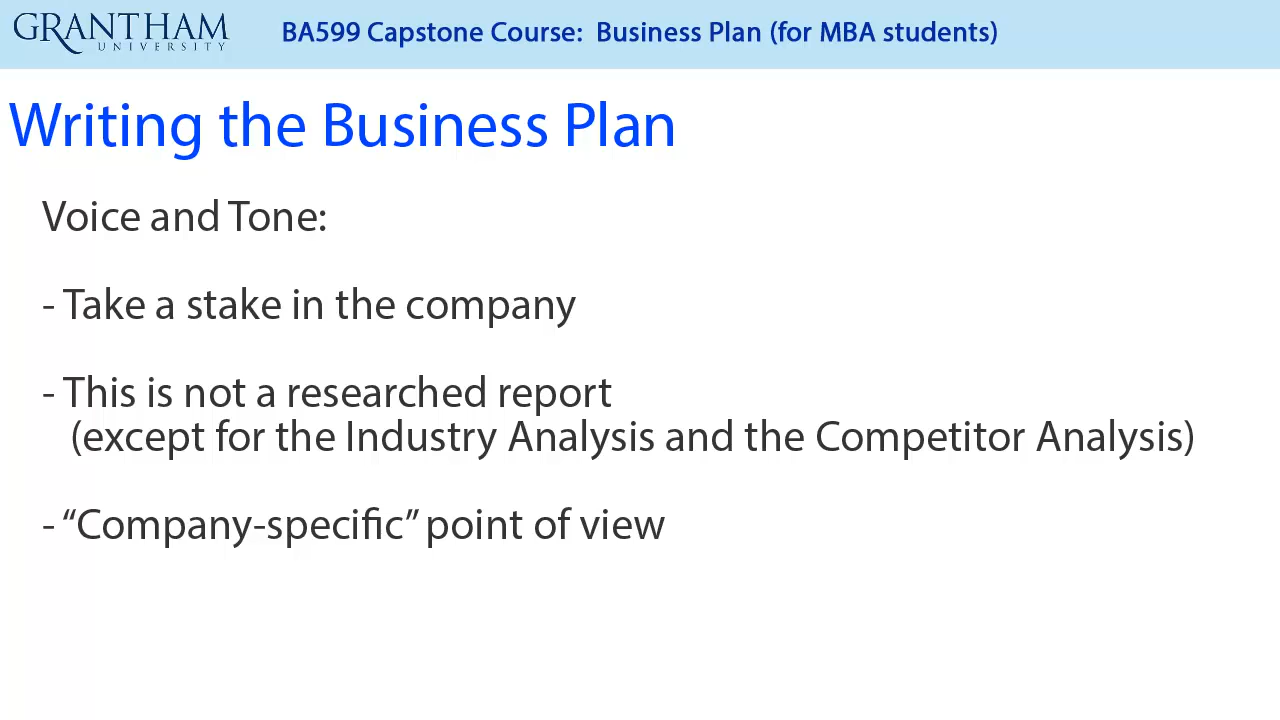 GRANTHAM
UNIVERSITY
BA599 Capstone Course:  Business Plan (for MBA students)
Writing the Business Plan
Voice and Tone:
- Take a stake in the company
- This is not a researched report
(except for the Industry Analysis and the Competitor Analysis)
- “Company-specific” point of view